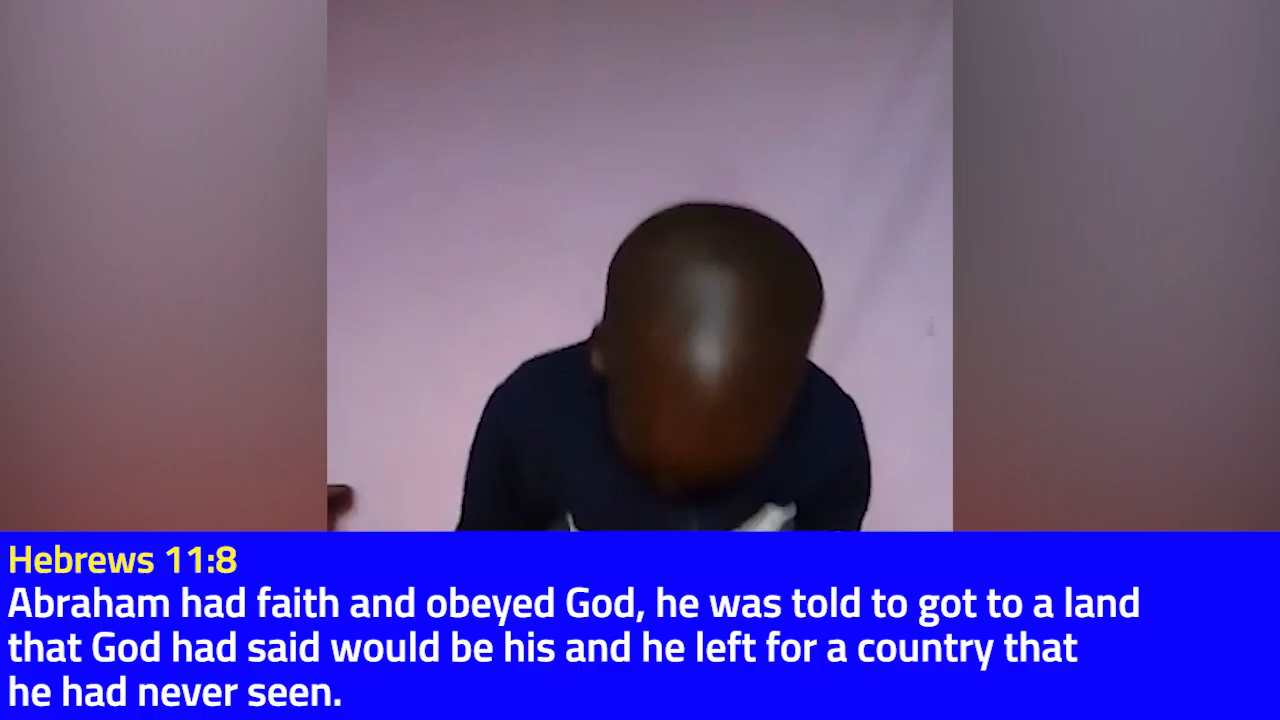 Hebrews 11:8
Abraham had faith and obeyed God, he was told to got to a land
that God had said would be his and he left for a country that
he had never seen.